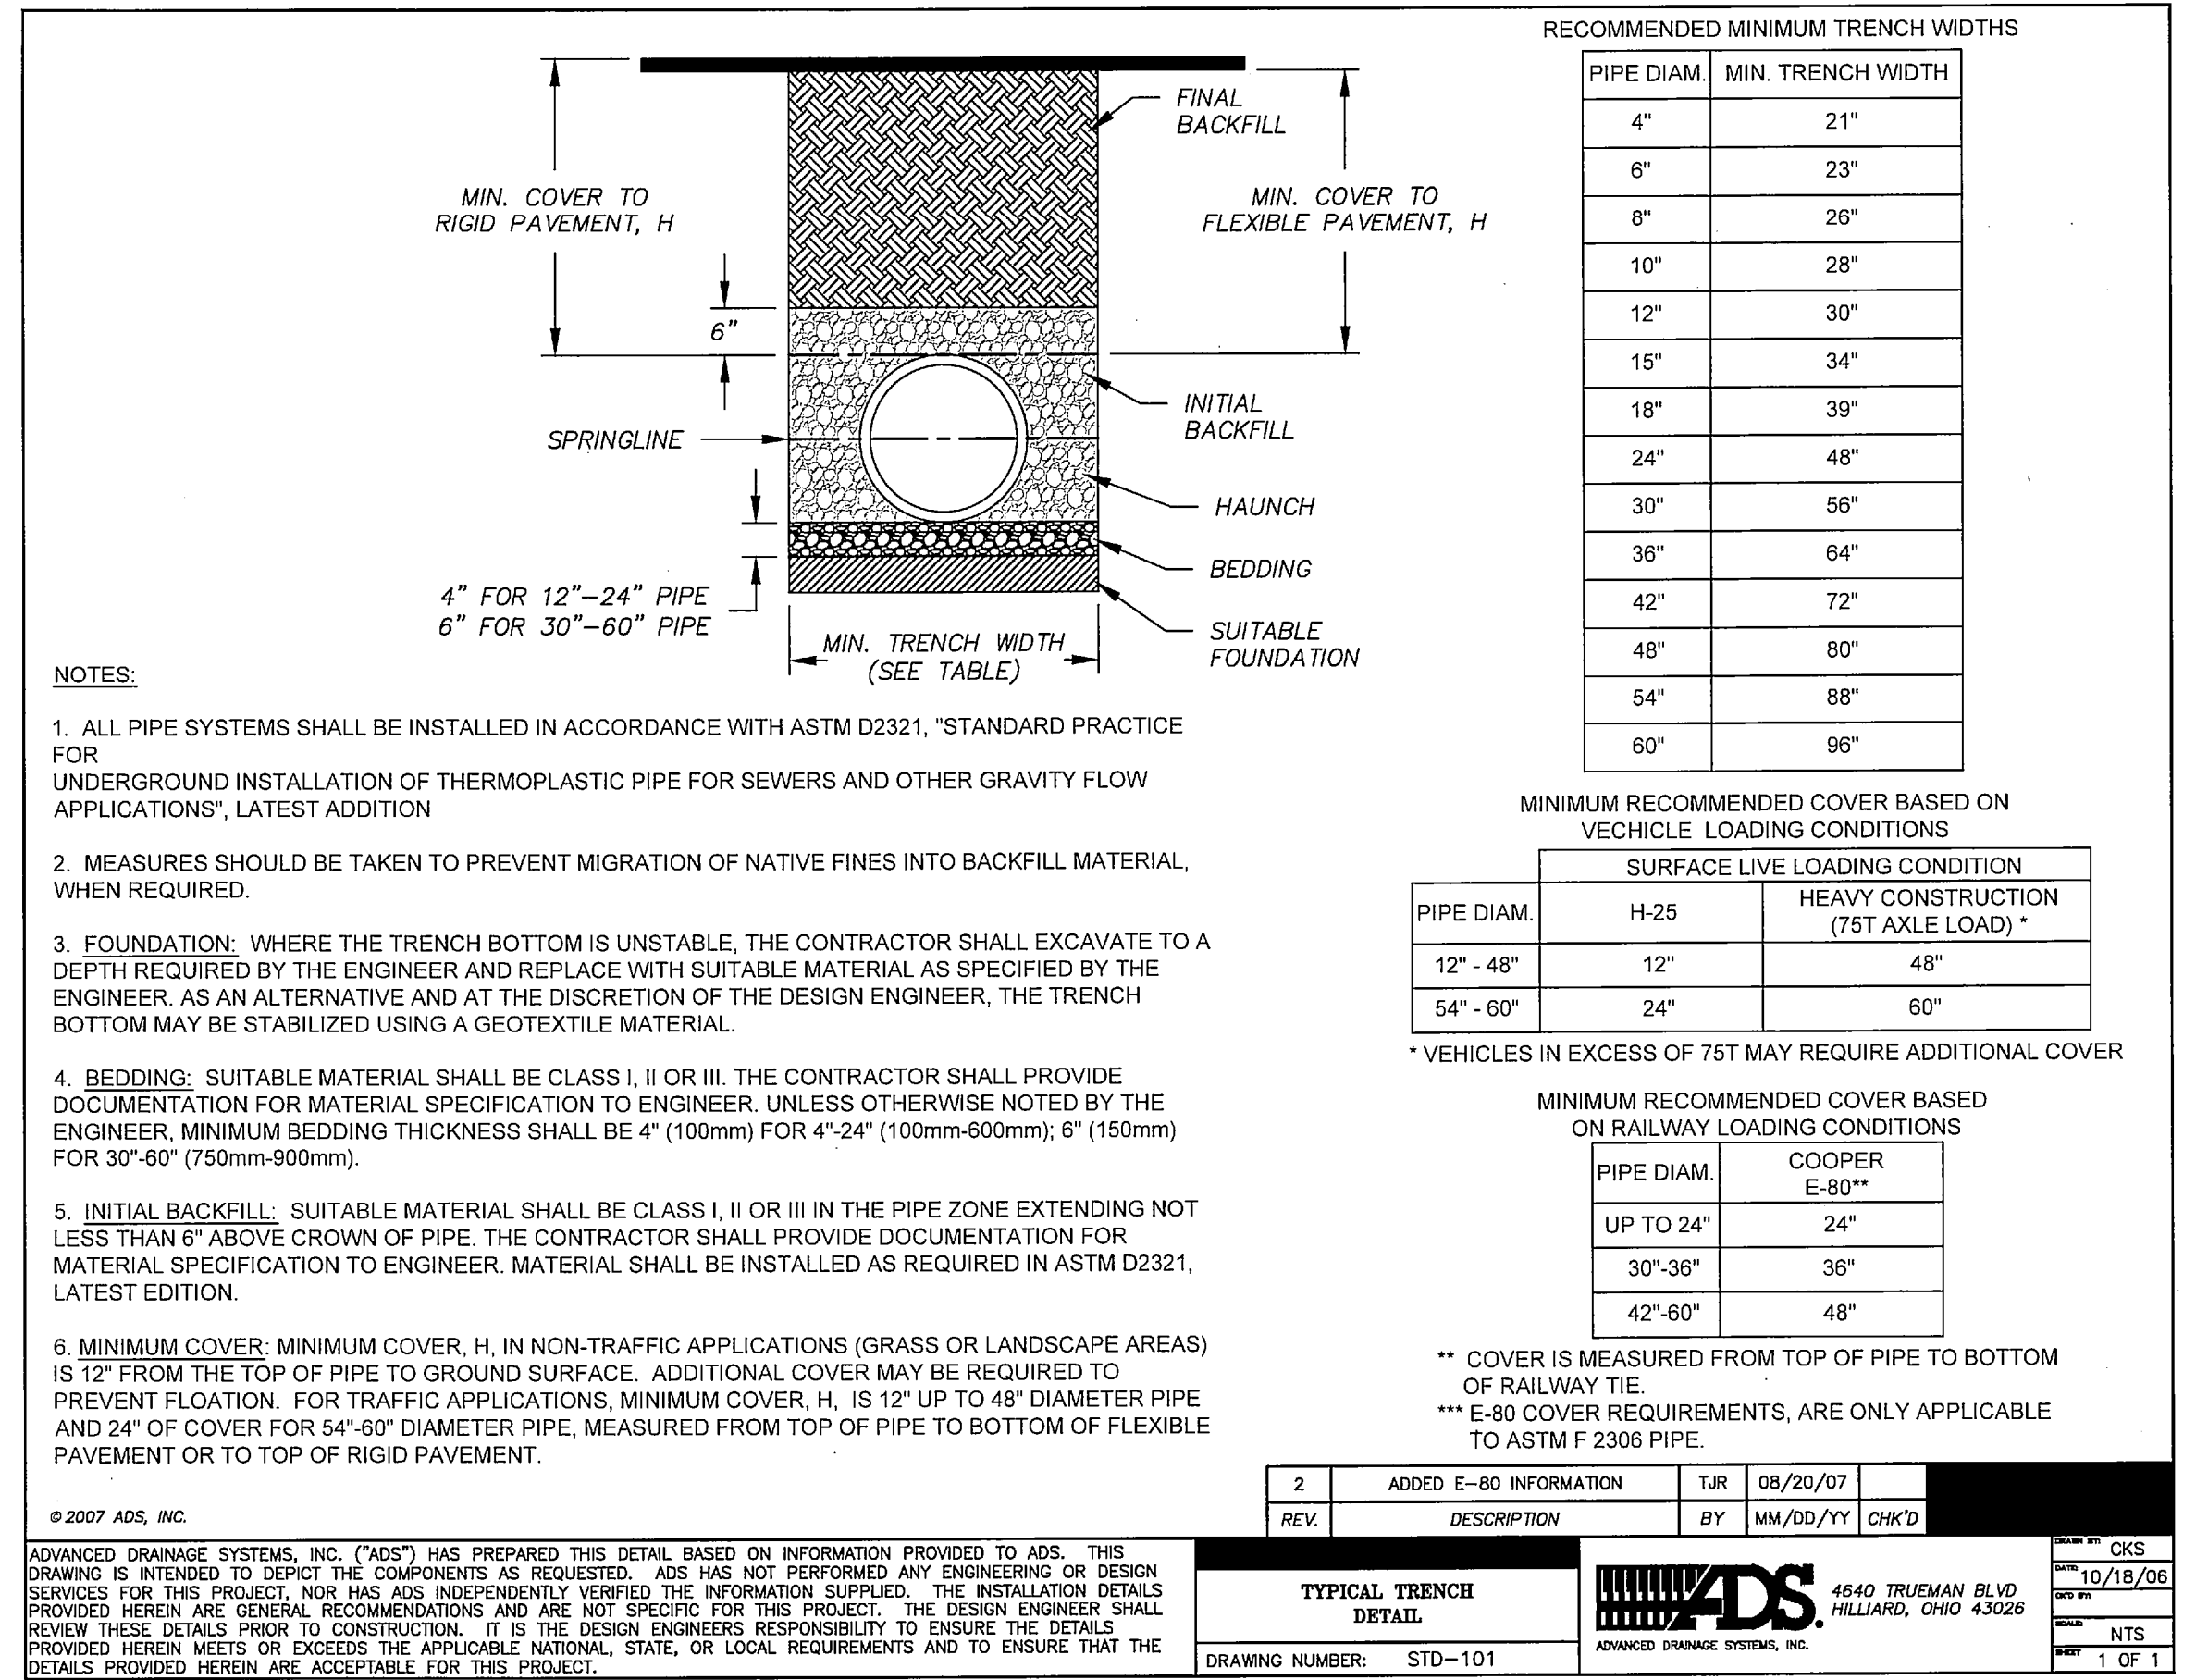 RECOMMENDED MINIMUM TRENCH WIDTHS
PIPE DIAM. MIN. TRENCH WIDTH
4" 21"
6" 23"
8" 26"
10" 28"
12" 30"
15" 34"
18" 39"
24" 48"
30" 56"
36" 64"
42" 72"
48" 80"
54" 88"
60" 96"
FINAL
BACKFILL
MIN. COVER TO
RIGID PAVEMENT, H
MIN. COVER TO
FLEXIBLE PAVEMENT, H
6"
INITIAL
BACKFILL
SPRINGLINE
HAUNCH
BEDDING
4" FOR 12"-24" PIPE
6" FOR 30"-60" PIPE
MIN. TRENCH WIDTH
(SEE TABLE)
SUITABLE
FOUNDATION
NOTES:
1. ALL PIPE SYSTEMS SHALL BE INSTALLED IN ACCORDANCE WITH ASTM D2321, "STANDARD PRACTICE
FOR
UNDERGROUND INSTALLATION OF THERMOPLASTIC PIPE FOR SEWERS AND OTHER GRAVITY FLOW
APPLICATIONS", LATEST ADDITION
2. MEASURES SHOULD BE TAKEN TO PREVENT MIGRATION OF NATIVE FINES INTO BACKFILL MATERIAL,
WHEN REQUIRED.
3. FOUNDATION: WHERE THE TRENCH BOTTOM IS UNSTABLE, THE CONTRACTOR SHALL EXCAVATE TO A
DEPTH REQUIRED BY THE ENGINEER AND REPLACE WITH SUITABLE MATERIAL AS SPECIFIED BY THE
ENGINEER. AS AN ALTERNATIVE AND AT THE DISCRETION OF THE DESIGN ENGINEER, THE TRENCH
BOTTOM MAY BE STABILIZED USING A GEOTEXTILE MATERIAL.
4. BEDDING: SUITABLE MATERIAL SHALL BE CLASS I, II OR III. THE CONTRACTOR SHALL PROVIDE
DOCUMENTATION FOR MATERIAL SPECIFICATION TO ENGINEER. UNLESS OTHERWISE NOTED BY THE
ENGINEER, MINIMUM BEDDING THICKNESS SHALL BE 4" (100mm) FOR 4"-24" (100mm-600mm); 6" (150mm)
FOR 30"-60" (750mm-900mm).
5. INITIAL BACKFILL: SUITABLE MATERIAL SHALL BE CLASS I, II OR III IN THE PIPE ZONE EXTENDING NOT
LESS THAN 6" ABOVE CROWN OF PIPE. THE CONTRACTOR SHALL PROVIDE DOCUMENTATION FOR
MATERIAL SPECIFICATION TO ENGINEER. MATERIAL SHALL BE INSTALLED AS REQUIRED IN ASTM D2321,
LATEST EDITION.
6. MINIMUM COVER: MINIMUM COVER, H, IN NON-TRAFFIC APPLICATIONS (GRASS OR LANDSCAPE AREAS)
IS 12" FROM THE TOP OF PIPE TO GROUND SURFACE. ADDITIONAL COVER MAY BE REQUIRED TO
PREVENT FLOATION. FOR TRAFFIC APPLICATIONS, MINIMUM COVER, H, IS 12" UP TO 48" DIAMETER PIPE
AND 24" OF COVER FOR 54"-60" DIAMETER PIPE, MEASURED FROM TOP OF PIPE TO BOTTOM OF FLEXIBLE
PAVEMENT OR TO TOP OF RIGID PAVEMENT.
MINIMUM RECOMMENDED COVER BASED ON
VECHICLE LOADING CONDITIONS
SURFACE LIVE LOADING CONDITION
PIPE DIAM. H-25 HEAVY CONSTRUCTION
(75T AXLE LOAD) *
12" - 48" 12" 48"
54" - 60" 24" 60"
* VEHICLES IN EXCESS OF 75T MAY REQUIRE ADDITIONAL COVER
MINIMUM RECOMMENDED COVER BASED
ON RAILWAY LOADING CONDITIONS
PIPE DIAM. COOPER
E-80**
UP TO 24" 24"
30"-36" 36"
42"-60" 48"
** COVER IS MEASURED FROM TOP OF PIPE TO BOTTOM
OF RAILWAY TIE.
*** E-80 COVER REQUIREMENTS, ARE ONLY APPLICABLE
TO ASTM F 2306 PIPE.
2 ADDED E-80 INFORMATION TJR 08/20/07
REV. DESCRIPTION BY MM/DD/YY CHK'D
© 2007 ADS, INC.
ADVANCED DRAINAGE SYSTEMS, INC. ("ADS") HAS PREPARED THIS DETAIL BASED ON INFORMATION PROVIDED TO ADS. THIS
DRAWING IS INTENDED TO DEPICT THE COMPONENTS AS REQUESTED. ADS HAS NOT PERFORMED ANY ENGINEERING OR DESIGN
SERVICES FOR THIS PROJECT, NOR HAS ADS INDEPENDENTLY VERIFIED THE INFORMATION SUPPLIED. THE INSTALLATION DETAILS
PROVIDED HEREIN ARE GENERAL RECOMMENDATIONS AND ARE NOT SPECIFIC FOR THIS PROJECT. THE DESIGN ENGINEER SHALL
REVIEW THESE DETAILS PRIOR TO CONSTRUCTION. IT IS THE DESIGN ENGINEERS RESPONSIBILITY TO ENSURE THE DETAILS
PROVIDED HEREIN MEETS OR EXCEEDS THE APPLICABLE NATIONAL, STATE, OR LOCAL REQUIREMENTS AND TO ENSURE THAT THE
DETAILS PROVIDED HEREIN ARE ACCEPTABLE FOR THIS PROJECT.
TYPICAL TRENCH
DETAIL
DRAWING NUMBER: STD-101
ADS.
ADVANCED DRAINAGE SYSTEMS, INC.
4640 TRUEMAN BLVD
HILLIARD, OHIO 43026
DRAWN BY: CKS
DATE: 10/18/06
CK'D BY:
SCALE: NTS
SHEET 1 OF 1